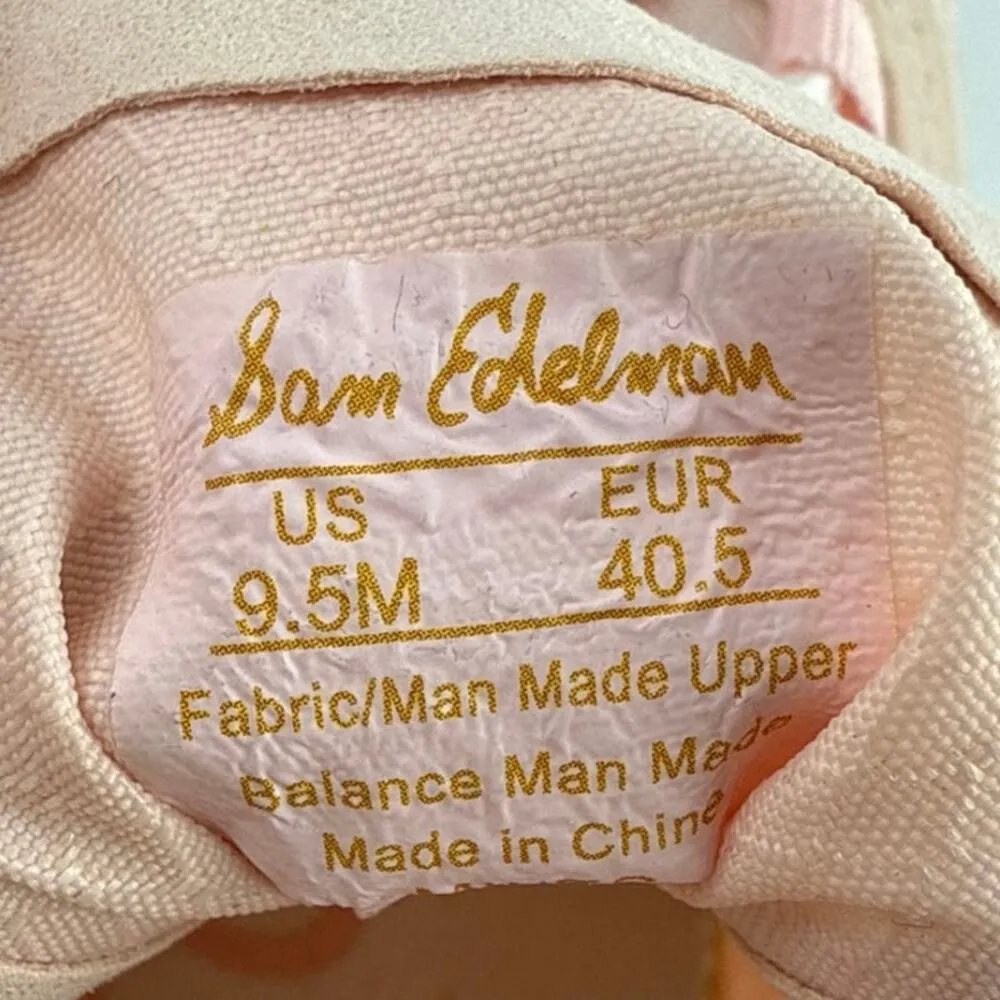 Sam Edelman
US EUR
9.5M 40.5
Fabric/Man Made Upper
Balance Man Made
Made in China